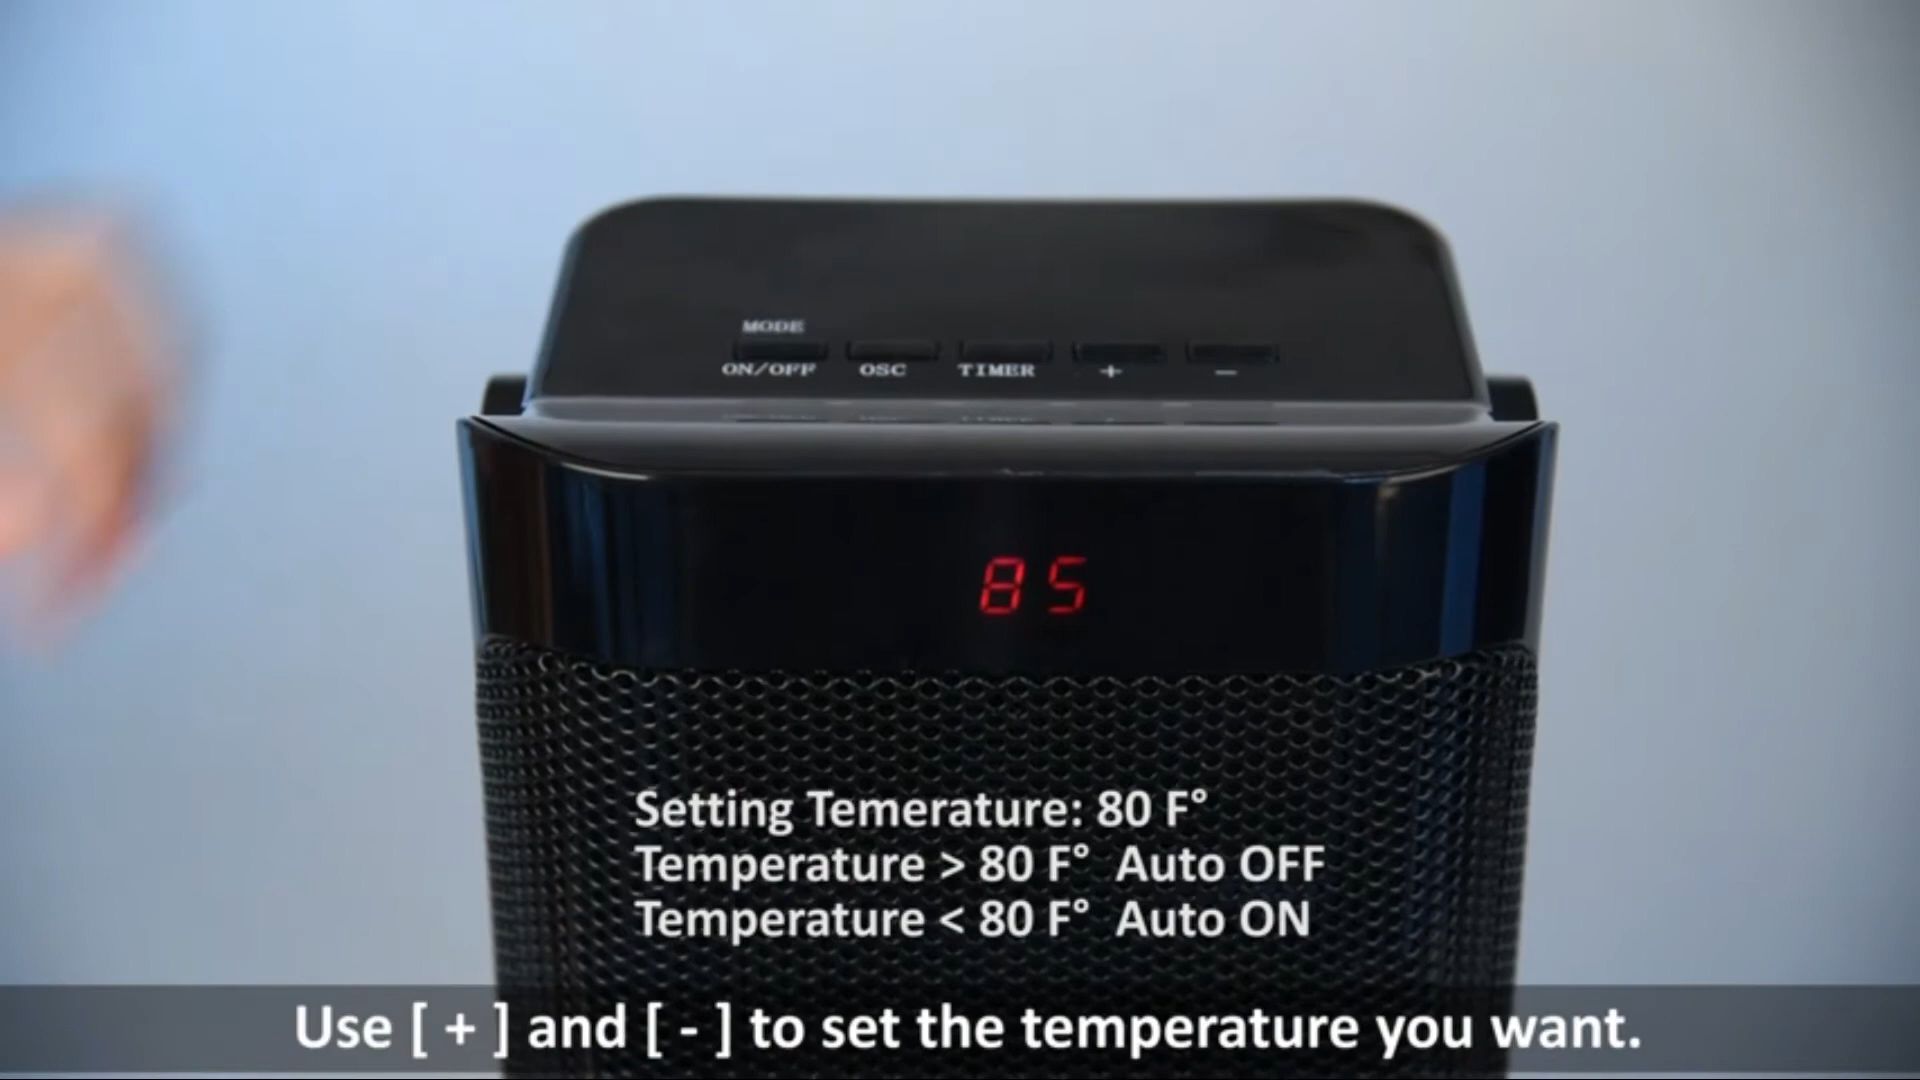 MODE
ON/OFF OSC TIMER + −
85
Setting Temerature: 80 F°
Temperature > 80 F° Auto OFF
Temperature < 80 F° Auto ON
Use [ + ] and [ - ] to set the temperature you want.